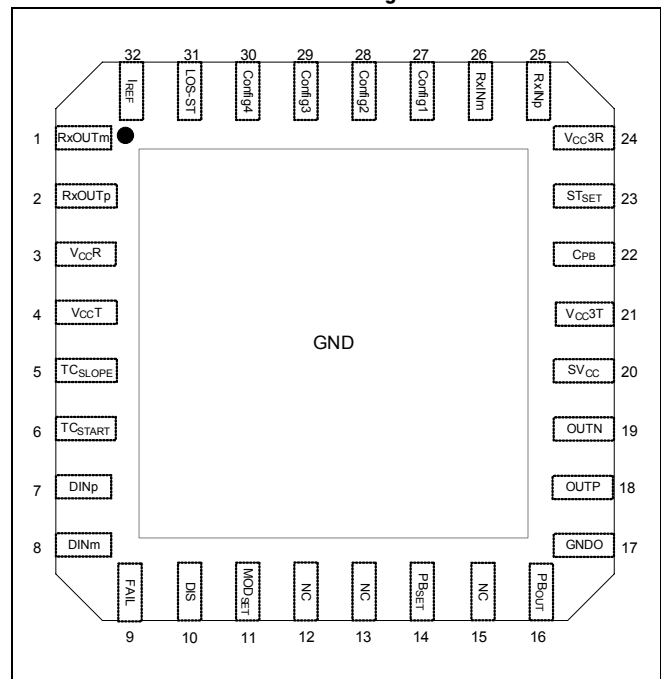 32 31 30 29 28 27 26 25
IREF LOS-ST Config4 Config3 Config2 Config1 RxINm RxINp
1 RxOUTm
2 RxOUTp
3 VCCR
4 VCCT
5 TCSLOPE
6 TCSTART
7 DINp
8 DINm
GND
VCC3R 24
STSET 23
CPB 22
VCC3T 21
SVCC 20
OUTN 19
OUTP 18
GNDO 17
FAIL DIS MODSET NC NC PBSET NC PBOUT
9 10 11 12 13 14 15 16